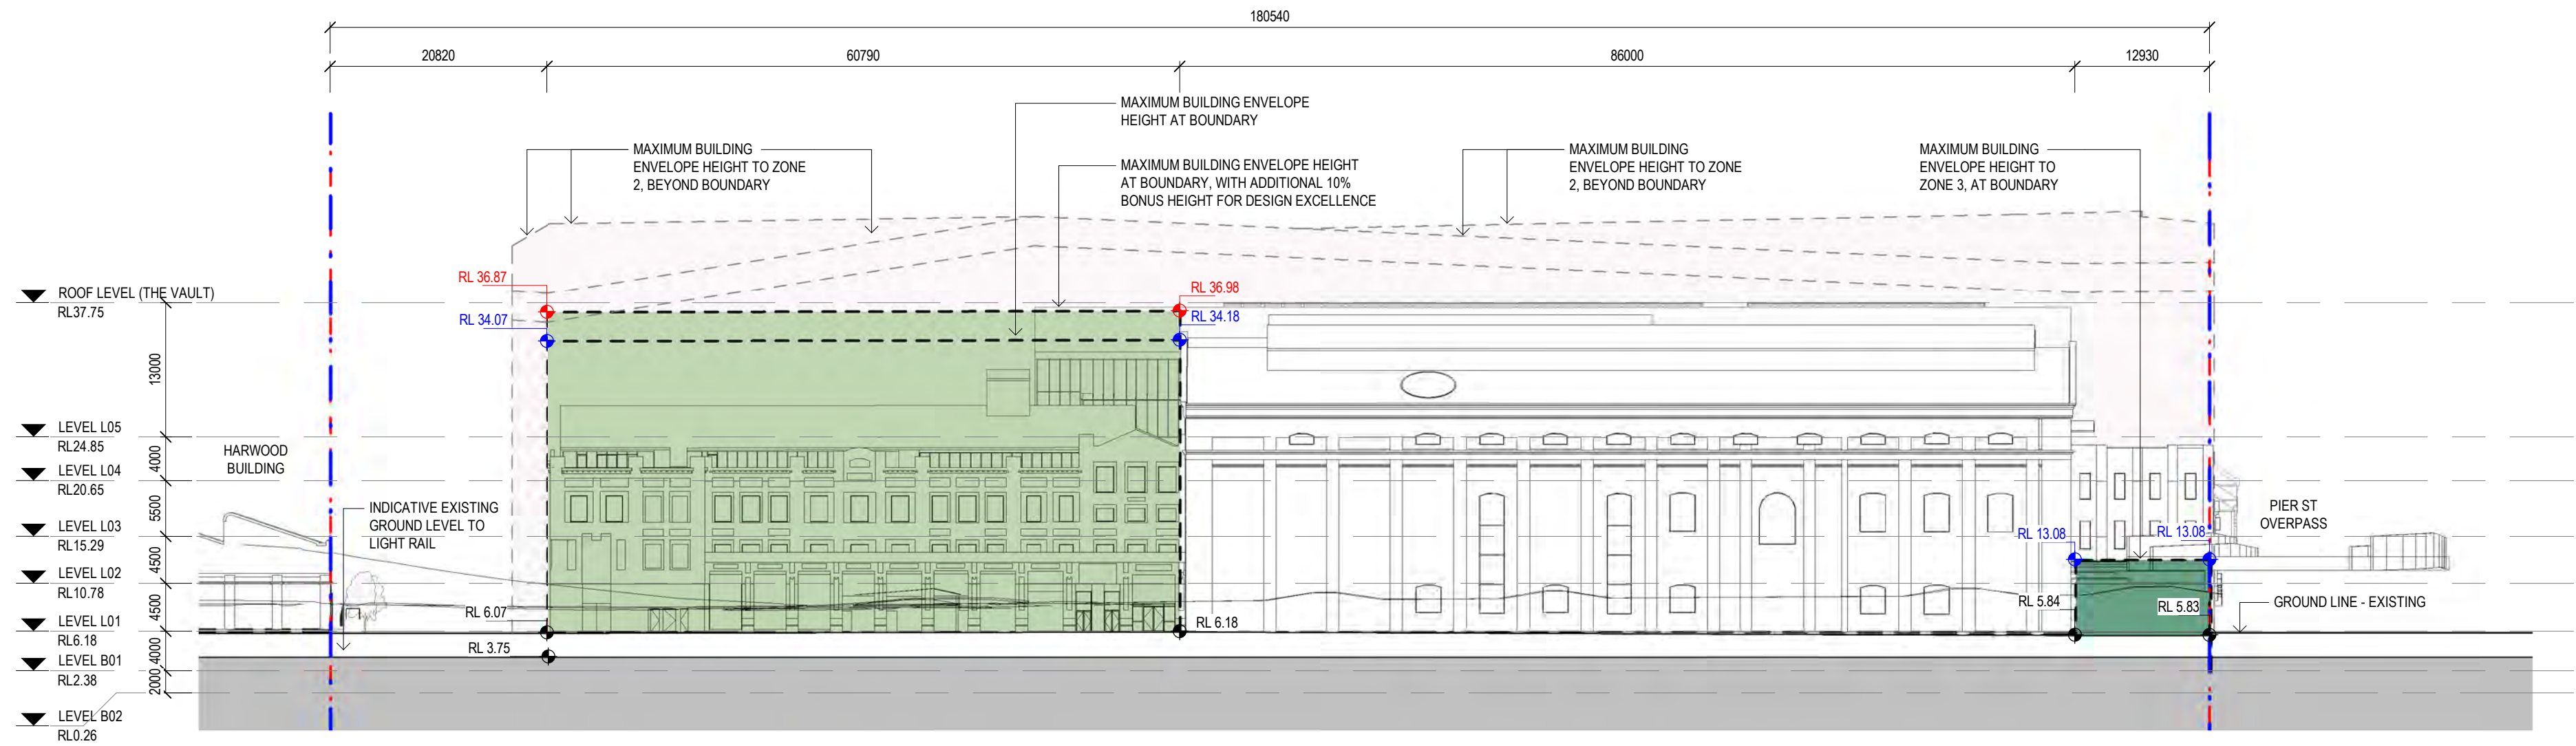 180540
20820
60790
86000
12930
MAXIMUM BUILDING ENVELOPE
HEIGHT AT BOUNDARY
MAXIMUM BUILDING
ENVELOPE HEIGHT TO ZONE
2, BEYOND BOUNDARY
MAXIMUM BUILDING ENVELOPE HEIGHT
AT BOUNDARY, WITH ADDITIONAL 10%
BONUS HEIGHT FOR DESIGN EXCELLENCE
MAXIMUM BUILDING
ENVELOPE HEIGHT TO ZONE
2, BEYOND BOUNDARY
MAXIMUM BUILDING
ENVELOPE HEIGHT TO
ZONE 3, AT BOUNDARY
RL 36.87
RL 36.98
RL 34.07
RL 34.18
ROOF LEVEL (THE VAULT)
RL37.75
13000
LEVEL L05
RL24.85
4000
LEVEL L04
RL20.65
5500
LEVEL L03
RL15.29
4500
LEVEL L02
RL10.78
4500
LEVEL L01
RL6.18
4000
LEVEL B01
RL2.38
2000
LEVEL B02
RL0.26
HARWOOD
BUILDING
INDICATIVE EXISTING
GROUND LEVEL TO
LIGHT RAIL
RL 6.07
RL 3.75
RL 6.18
RL 13.08
RL 13.08
RL 5.84
RL 5.83
PIER ST
OVERPASS
GROUND LINE - EXISTING